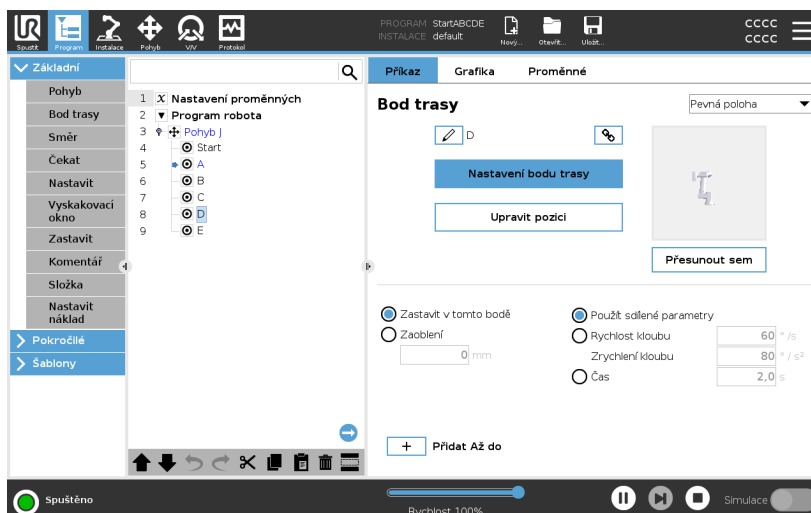 UR
PROGRAM StartABCDE
INSTALACE default
CCCC
CCCC
Spustit
Program
Instalace
Pohyb
V/V
Protokol
Nový...
Otevřít...
Uložit...
Základní
Pohyb
Bod trasy
Směr
Čekat
Nastavit
Vyskakovací
okno
Zastavit
Komentář
Složka
Nastavit
náklad
Pokročilé
Šablony
1 X Nastavení proměnných
2 Program robota
3 Pohyb J
4 Start
5 A
6 B
7 C
8 D
9 E
Příkaz Grafika Proměnné
Bod trasy
Pevná poloha
D
Nastavení bodu trasy
Upravit pozici
Přesunout sem
Zastavit v tomto bodě
Zaoblení
0 mm
Použít sdílené parametry
Rychlost kloubu 60 °/s
Zrychlení kloubu 80 °/s²
Čas 2,0 s
+ Přidat Až do
Spuštěno
Rychlost 100%
Simulace